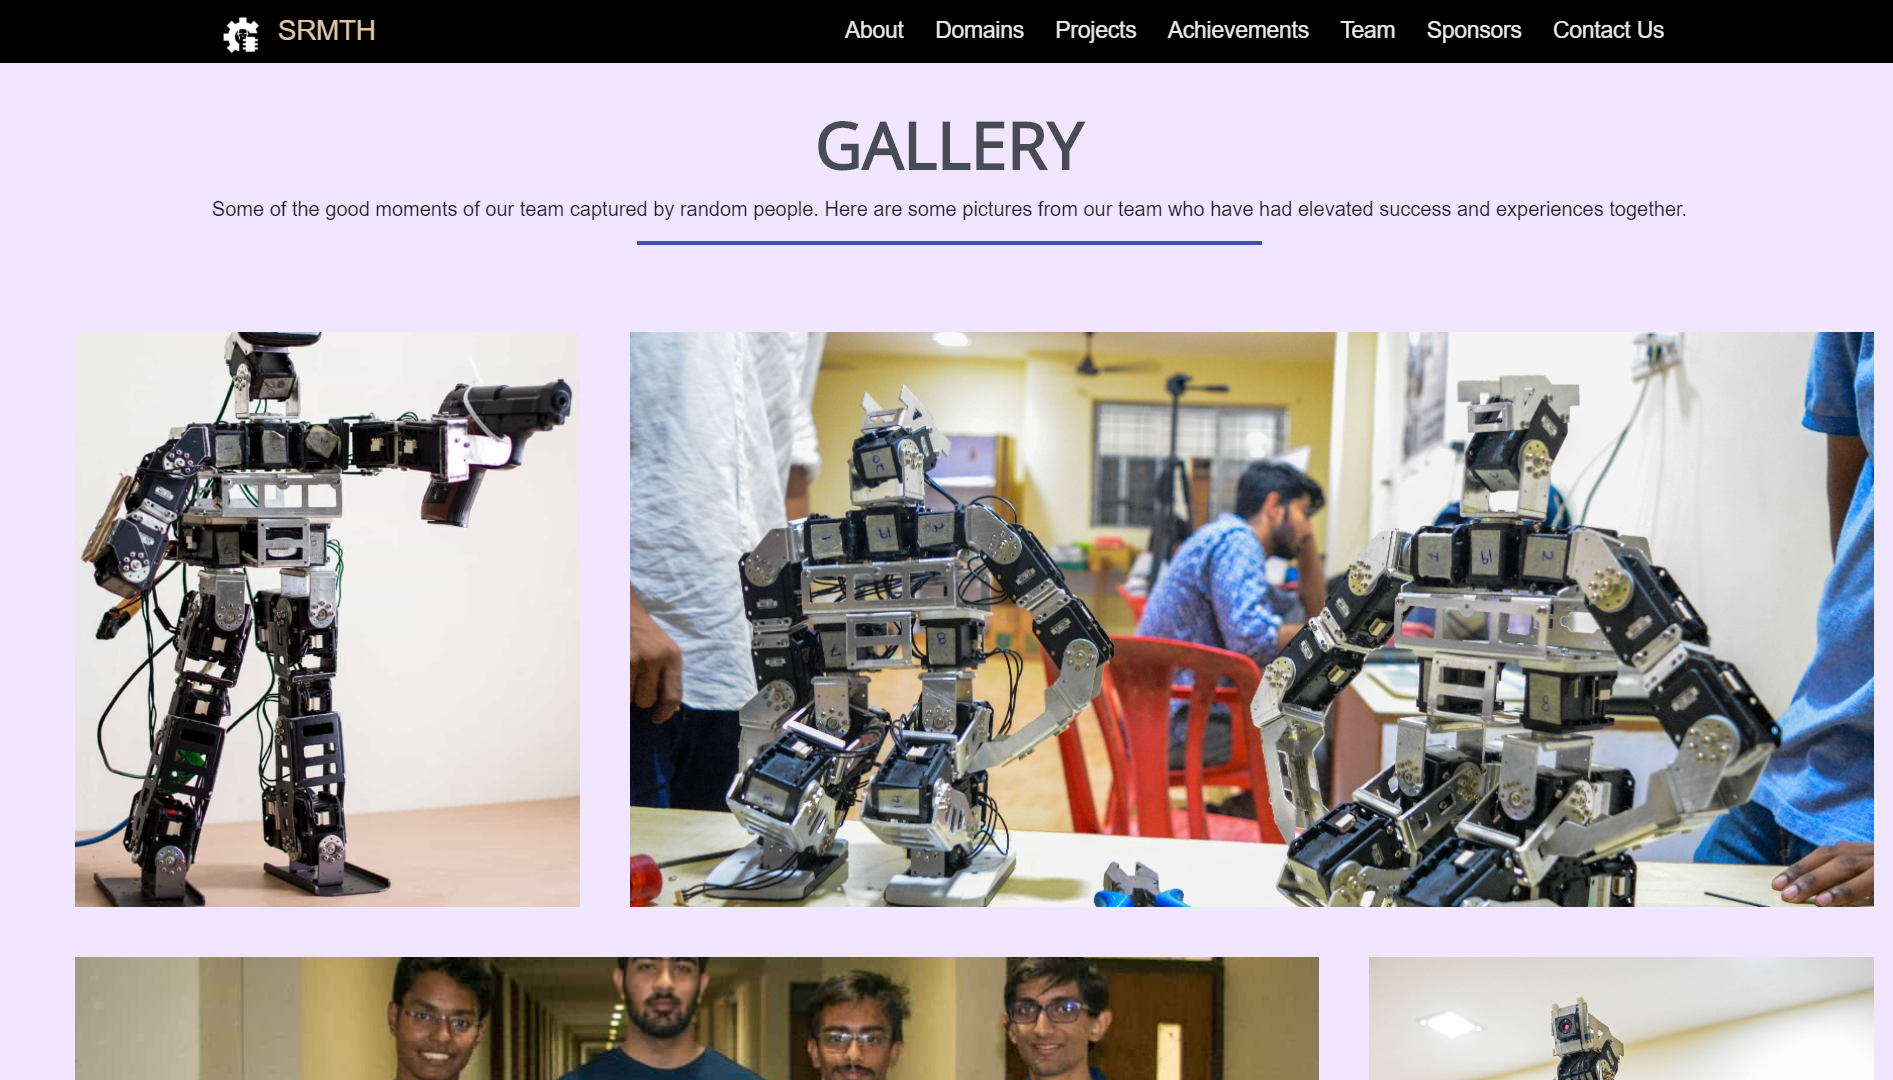 SRMTH
About Domains Projects Achievements Team Sponsors Contact Us
GALLERY
Some of the good moments of our team captured by random people. Here are some pictures from our team who have had elevated success and experiences together.